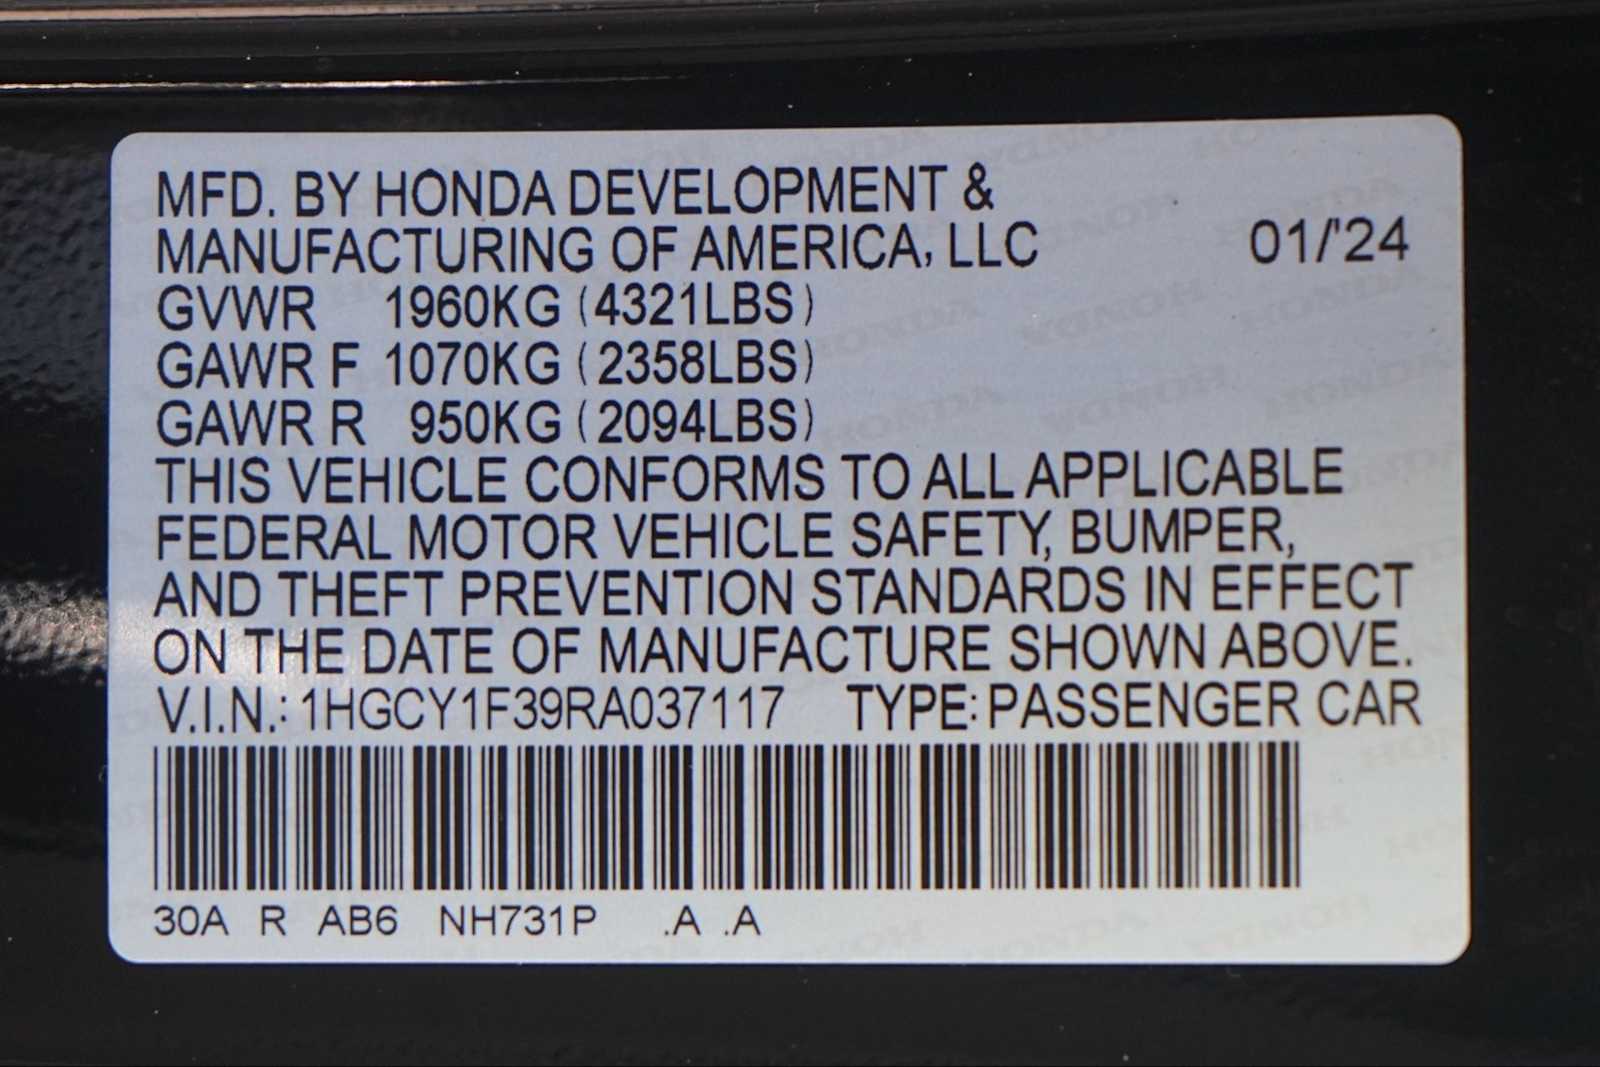 MFD. BY HONDA DEVELOPMENT &
MANUFACTURING OF AMERICA, LLC 01/'24
GVWR 1960KG (4321LBS)
GAWR F 1070KG (2358LBS)
GAWR R 950KG (2094LBS)
THIS VEHICLE CONFORMS TO ALL APPLICABLE
FEDERAL MOTOR VEHICLE SAFETY, BUMPER,
AND THEFT PREVENTION STANDARDS IN EFFECT
ON THE DATE OF MANUFACTURE SHOWN ABOVE.
V.I.N.: 1HGCY1F39RA037117 TYPE: PASSENGER CAR
30A R AB6 NH731P .A .A